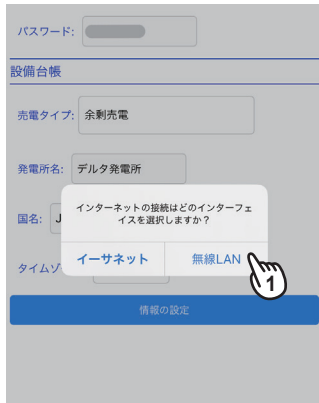 パスワード:
設備台帳
売電タイプ: 余剰売電
発電所名: デルタ発電所
インターネットの接続はどのインターフェ
イスを選択しますか？
国名: J
イーサネット 無線LAN
タイムゾ
1
情報の設定